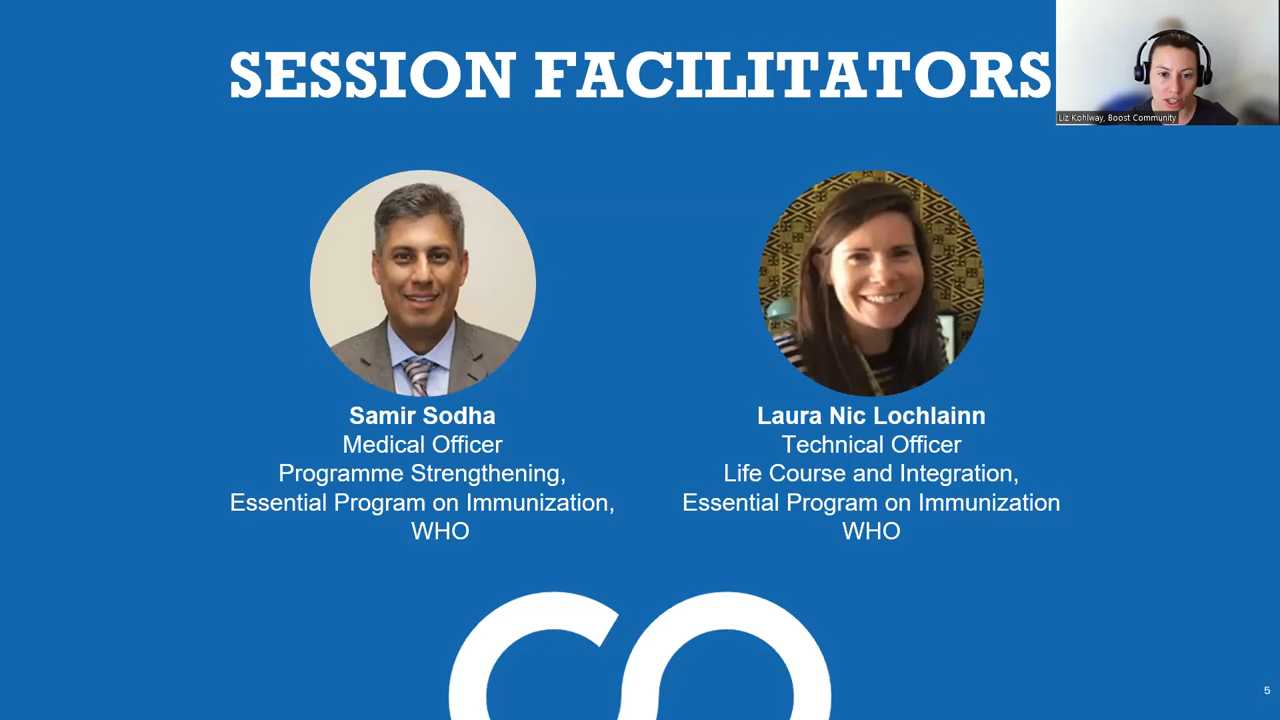 SESSION FACILITATORS
Liz Kohlway, Boost Community
Samir Sodha
Medical Officer
Programme Strengthening,
Essential Program on Immunization,
WHO
Laura Nic Lochlainn
Technical Officer
Life Course and Integration,
Essential Program on Immunization
WHO
5